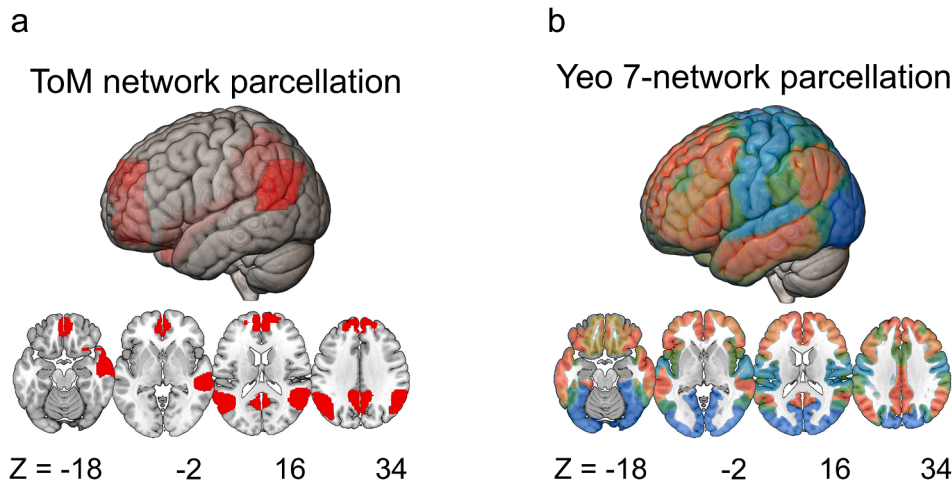 a
ToM network parcellation
Z = -18 -2 16 34
b
Yeo 7-network parcellation
Z = -18 -2 16 34